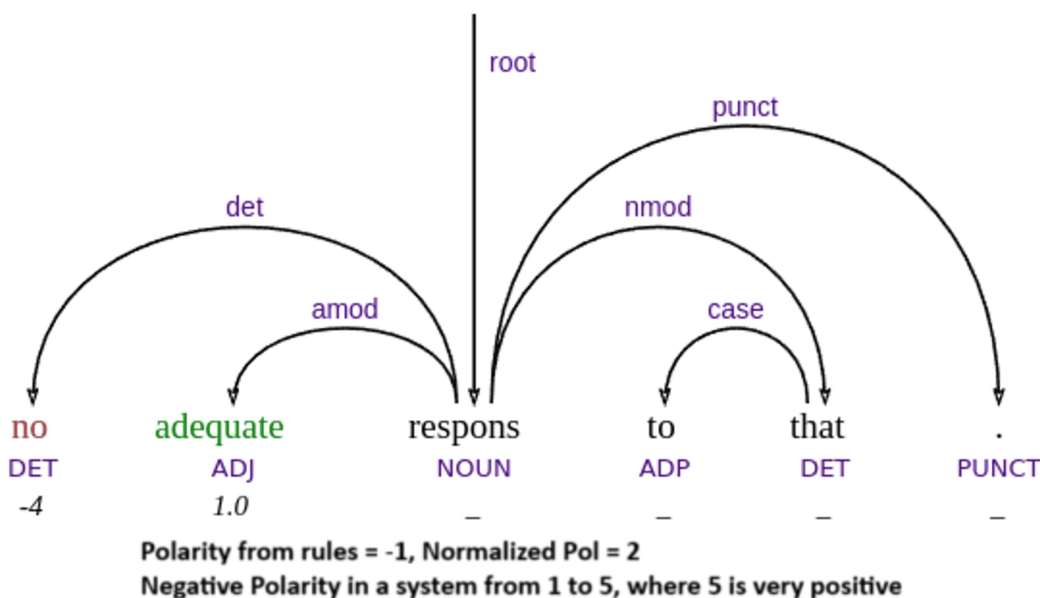 root
punct
det
nmod
amod
case
no adequate respons to that .
DET ADJ NOUN ADP DET PUNCT
-4 1.0 _ _ _ _
Polarity from rules = -1, Normalized Pol = 2
Negative Polarity in a system from 1 to 5, where 5 is very positive